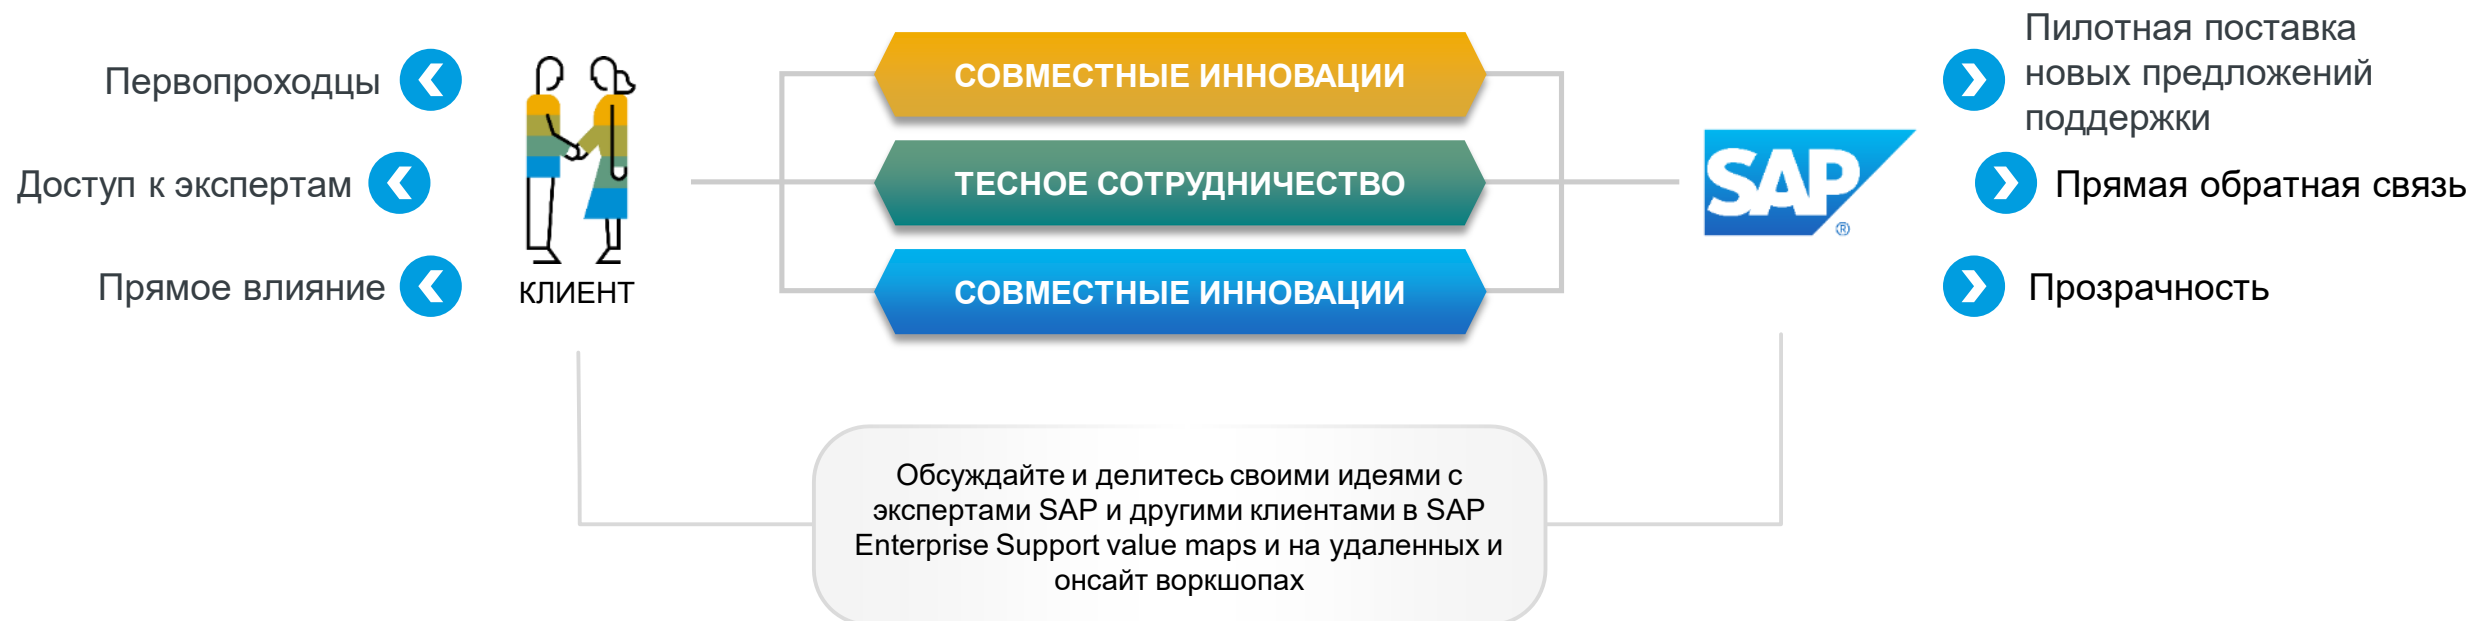 Первопроходцы
Доступ к экспертам
Прямое влияние
КЛИЕНТ
СОВМЕСТНЫЕ ИННОВАЦИИ
ТЕСНОЕ СОТРУДНИЧЕСТВО
СОВМЕСТНЫЕ ИННОВАЦИИ
SAP®
Пилотная поставка
новых предложений
поддержки
Прямая обратная связь
Прозрачность
Обсуждайте и делитесь своими идеями с
экспертами SAP и другими клиентами в SAP
Enterprise Support value maps и на удаленных и
онсайт воркшопах